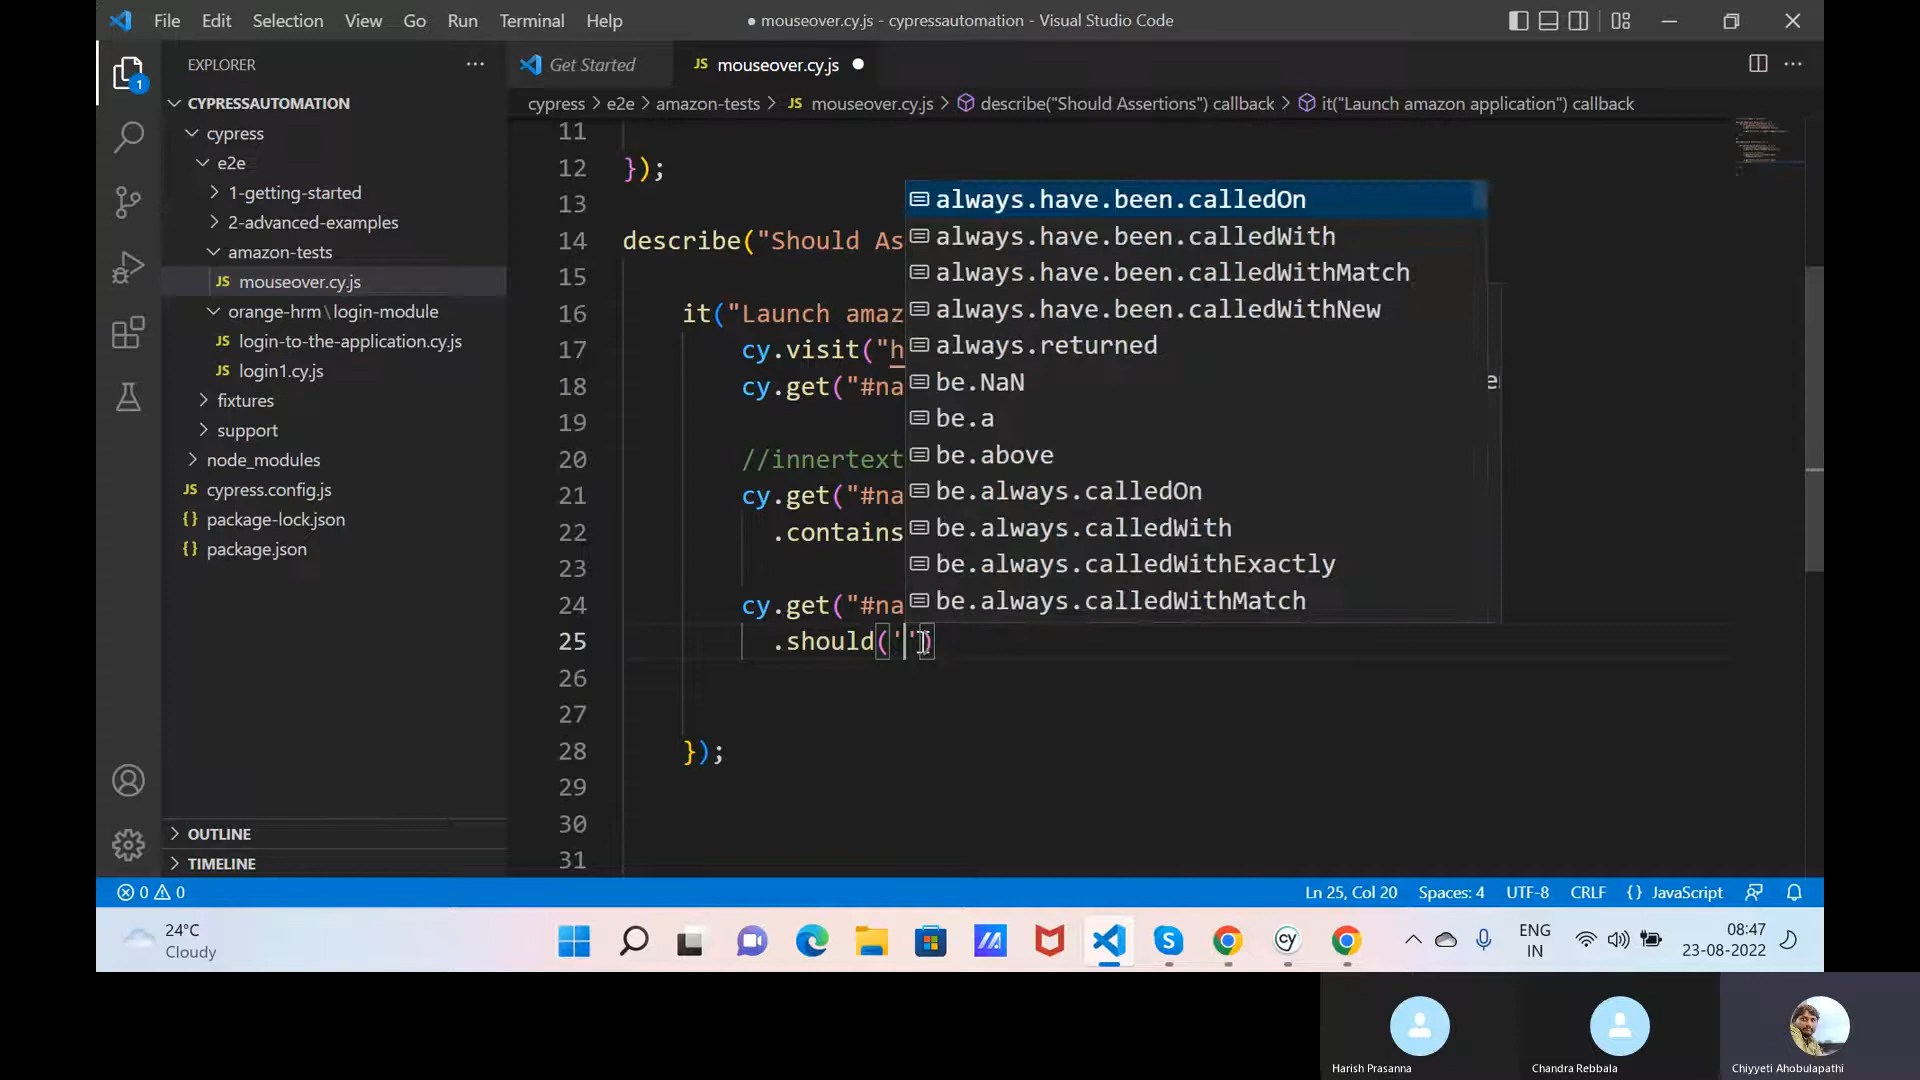 File Edit Selection View Go Run Terminal Help
● mouseover.cy.js - cypressautomation - Visual Studio Code
EXPLORER
1
CYPRESSAUTOMATION
cypress
e2e
1-getting-started
2-advanced-examples
amazon-tests
JS mouseover.cy.js
orange-hrm\login-module
JS login-to-the-application.cy.js
JS login1.cy.js
fixtures
support
node_modules
JS cypress.config.js
{} package-lock.json
{} package.json
OUTLINE
TIMELINE
Get Started
JS mouseover.cy.js
cypress > e2e > amazon-tests > JS mouseover.cy.js > describe("Should Assertions") callback > it("Launch amazon application") callback
11
12 });
13
14 describe("Should As
15
16 it("Launch amaz
17 cy.visit("h
18 cy.get("#na
19
20 //innertext
21 cy.get("#na
22 .contains
23
24 cy.get("#na
25 .should('')
26
27
28 });
29
30
31
always.have.been.calledOn
always.have.been.calledWith
always.have.been.calledWithMatch
always.have.been.calledWithNew
always.returned
be.NaN
be.a
be.above
be.always.calledOn
be.always.calledWith
be.always.calledWithExactly
be.always.calledWithMatch
0 0
Ln 25, Col 20 Spaces: 4 UTF-8 CRLF {} JavaScript
24°C
Cloudy
cy
ENG
IN
08:47
23-08-2022
Harish Prasanna
Chandra Rebbala
Chiyyeti Ahobulapathi